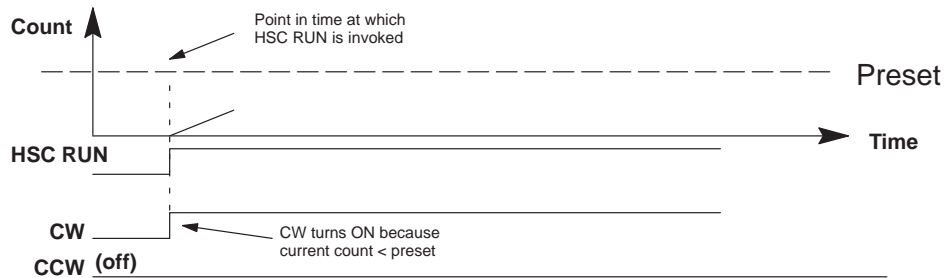 Count
Point in time at which
HSC RUN is invoked
Preset
Time
HSC RUN
CW
CW turns ON because
current count < preset
CCW (off)